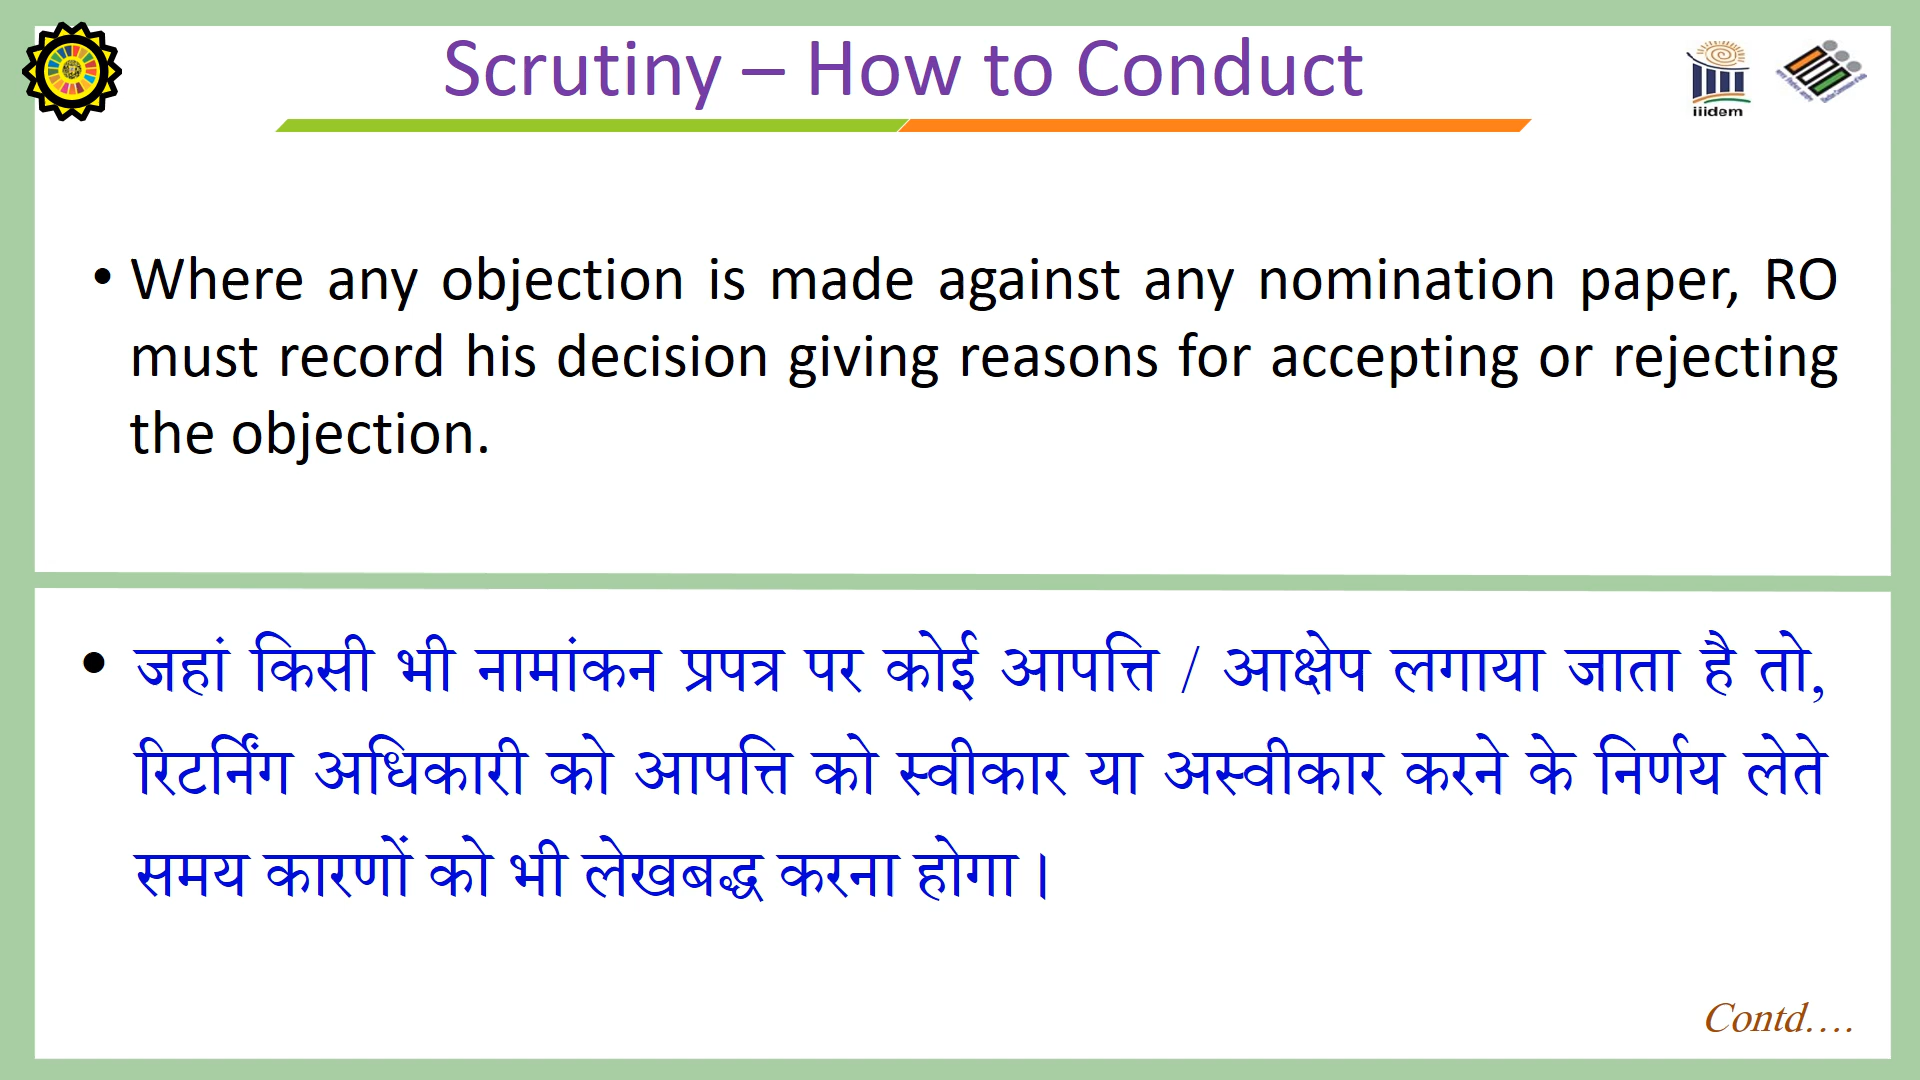 Scrutiny – How to Conduct
iiidem
• Where any objection is made against any nomination paper, RO
must record his decision giving reasons for accepting or rejecting
the objection.
• जहां किसी भी नामांकन प्रपत्र पर कोई आपत्ति / आक्षेप लगाया जाता है तो,
रिटर्निंग अधिकारी को आपत्ति को स्वीकार या अस्वीकार करने के निर्णय लेते
समय कारणों को भी लेखबद्ध करना होगा।
Contd....